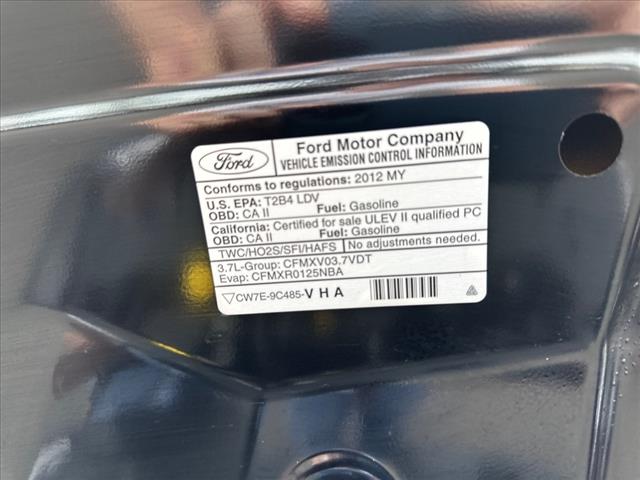 Ford
Ford Motor Company
VEHICLE EMISSION CONTROL INFORMATION
Conforms to regulations: 2012 MY
U.S. EPA: T2B4 LDV
OBD: CA II Fuel: Gasoline
California: Certified for sale ULEV II qualified PC
OBD: CA II Fuel: Gasoline
TWC/HO2S/SFI/HAFS No adjustments needed.
3.7L-Group: CFMXV03.7VDT
Evap: CFMXR0125NBA
CW7E-9C485-VHA